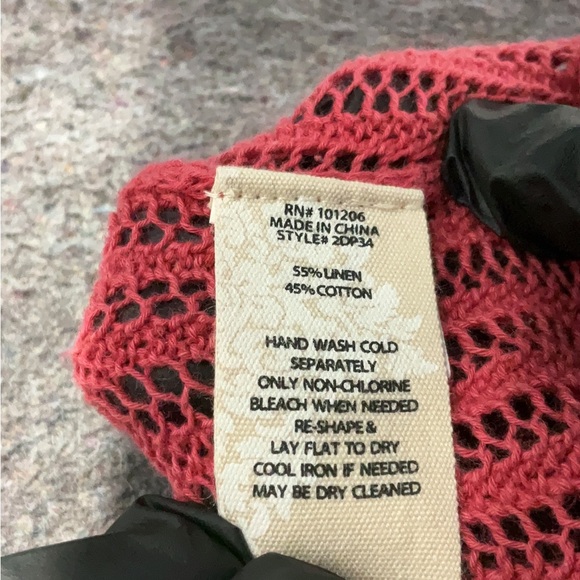 RN# 101206
MADE IN CHINA
STYLE# 2DP34
55% LINEN
45% COTTON
HAND WASH COLD
SEPARATELY
ONLY NON-CHLORINE
BLEACH WHEN NEEDED
RE-SHAPE &
LAY FLAT TO DRY
COOL IRON IF NEEDED
MAY BE DRY CLEANED